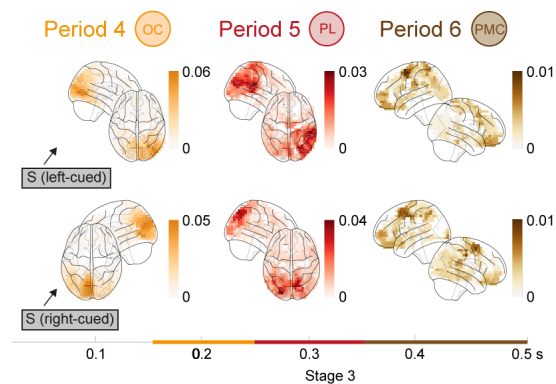 Period 4 OC Period 5 PL Period 6 PMC
0.06 0.03 0.01
0 0 0
S (left-cued)
0.05 0.04 0.01
0 0 0
S (right-cued)
0.1 0.2 0.3 0.4 0.5 s
Stage 3